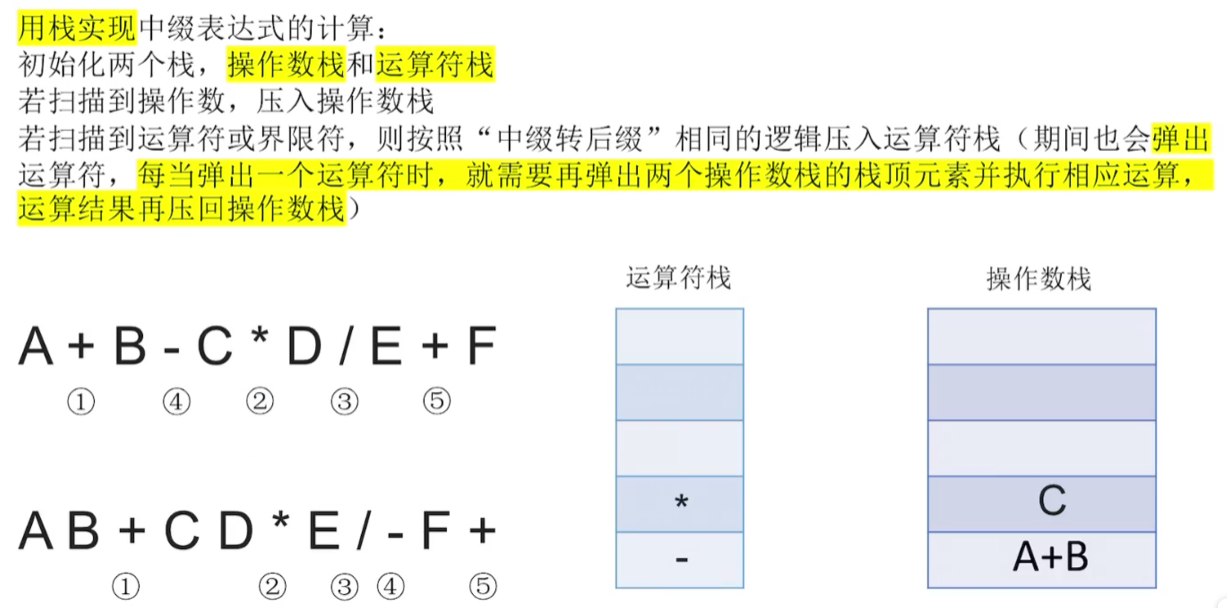 用栈实现中缀表达式的计算：
初始化两个栈，操作数栈和运算符栈
若扫描到操作数，压入操作数栈
若扫描到运算符或界限符，则按照“中缀转后缀”相同的逻辑压入运算符栈（期间也会弹出
运算符，每当弹出一个运算符时，就需要再弹出两个操作数栈的栈顶元素并执行相应运算，
运算结果再压回操作数栈）
运算符栈 操作数栈
A + B - C * D / E + F
① ④ ② ③ ⑤
* C
- A+B
A B + C D * E / - F +
① ② ③ ④ ⑤